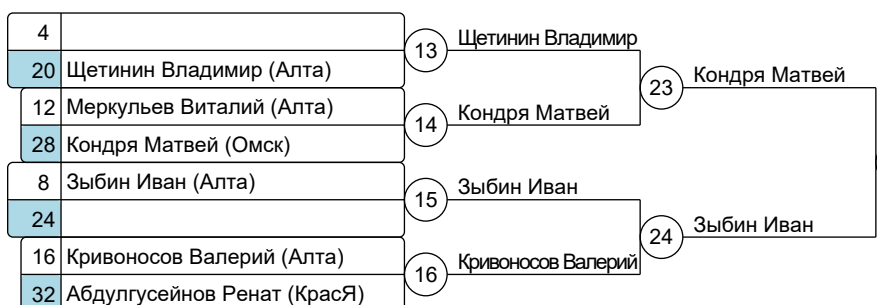 4
20 Щетинин Владимир (Алта)
12 Меркульев Виталий (Алта)
28 Кондря Матвей (Омск)
8 Зыбин Иван (Алта)
24
16 Кривоносов Валерий (Алта)
32 Абдулгусейнов Ренат (КрасЯ)
13 Щетинин Владимир
14 Кондря Матвей
15 Зыбин Иван
16 Кривоносов Валерий
23 Кондря Матвей
24 Зыбин Иван